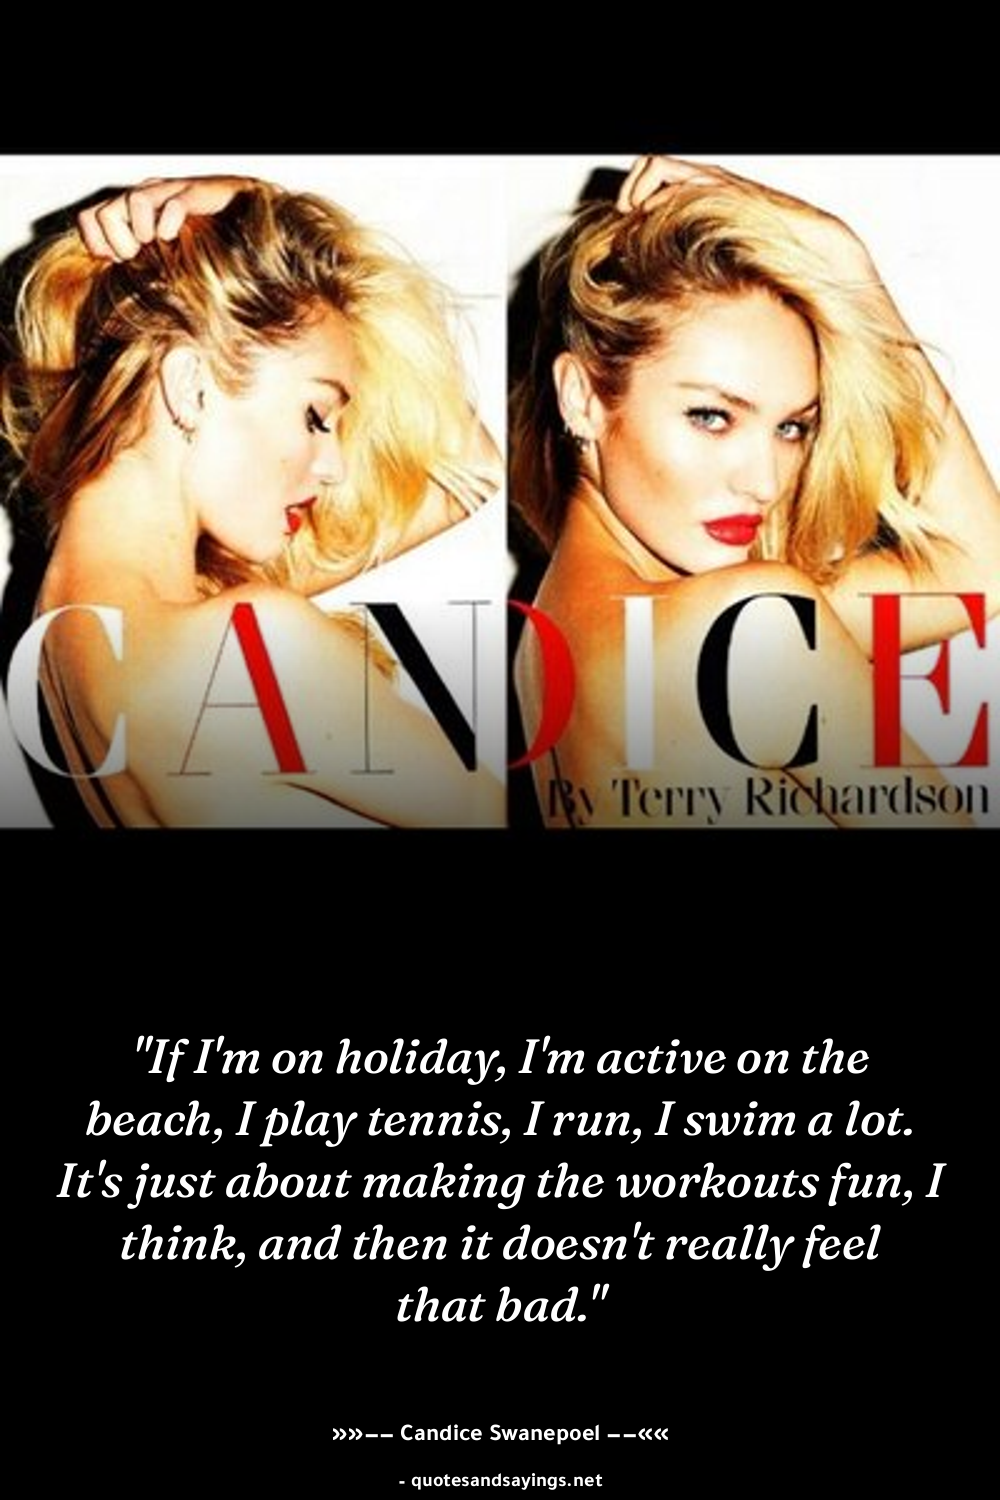 CANDICE
By Terry Richardson
"If I'm on holiday, I'm active on the
beach, I play tennis, I run, I swim a lot.
It's just about making the workouts fun, I
think, and then it doesn't really feel
that bad."
»»–– Candice Swanepoel ––««
- quotesandsayings.net